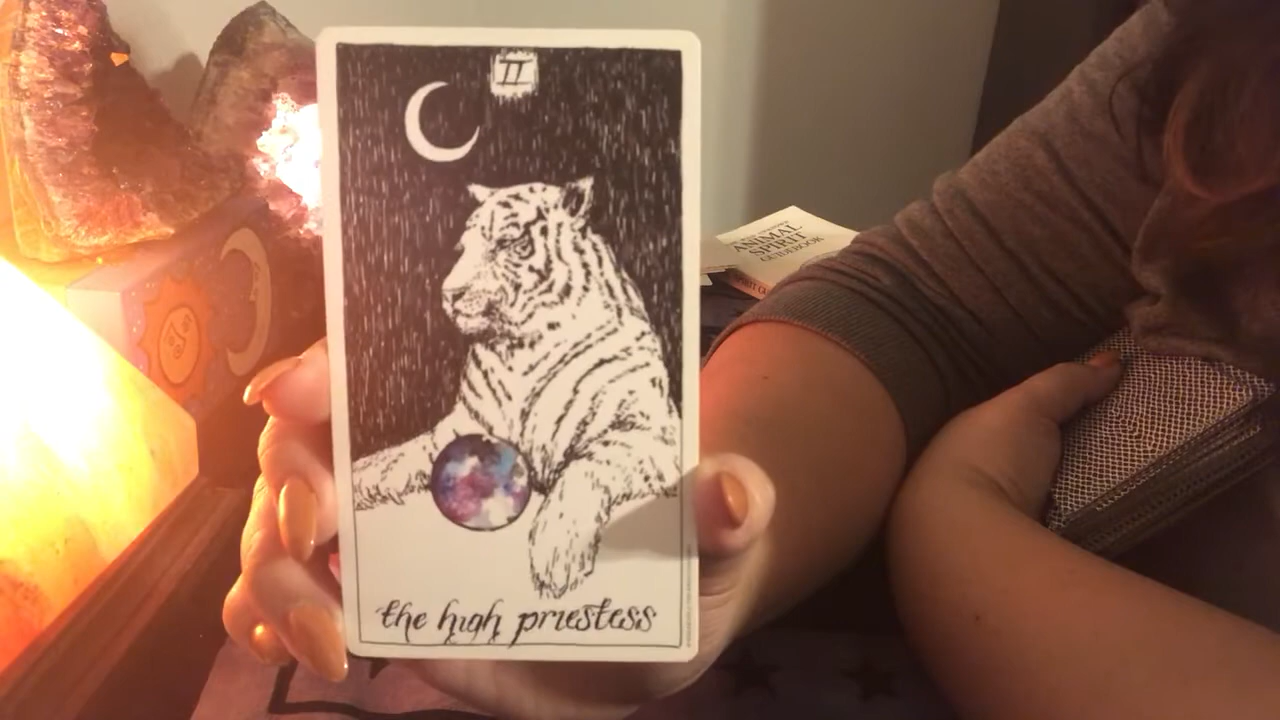 II
the high priestess
ANIMAL
SPIRIT
GUIDEBOOK